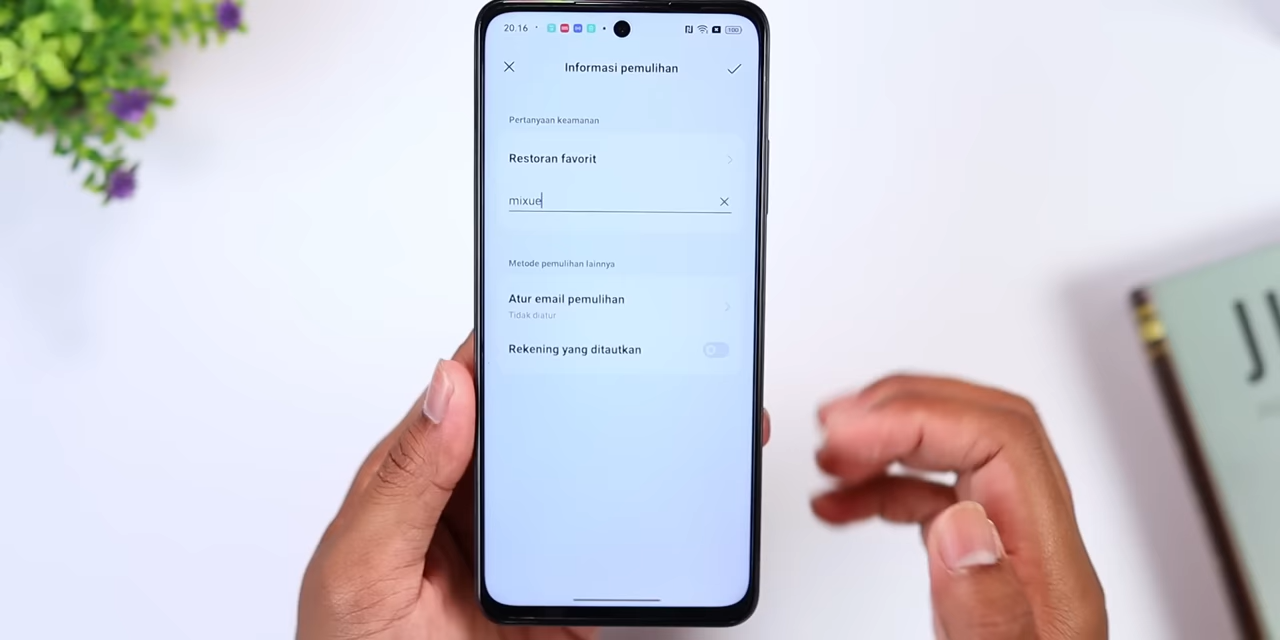 20.16
100
Informasi pemulihan
Pertanyaan keamanan
Restoran favorit
mixue
Metode pemulihan lainnya
Atur email pemulihan
Tidak diatur
Rekening yang ditautkan